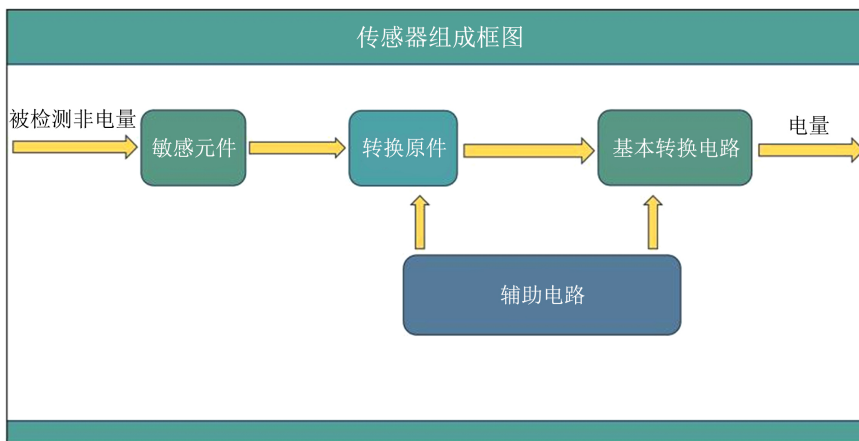 传感器组成框图
被检测非电量
敏感元件
转换原件
基本转换电路
电量
辅助电路